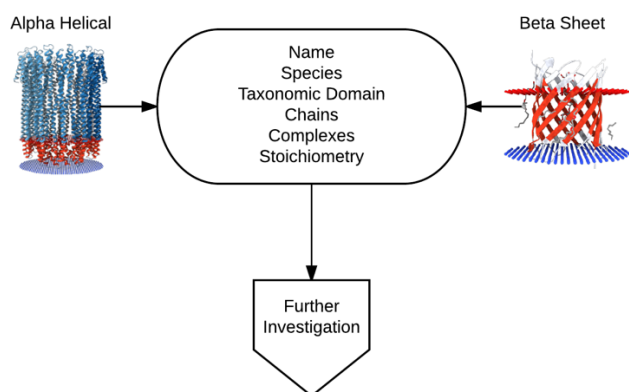 Alpha Helical
Beta Sheet
Name
Species
Taxonomic Domain
Chains
Complexes
Stoichiometry
Further
Investigation